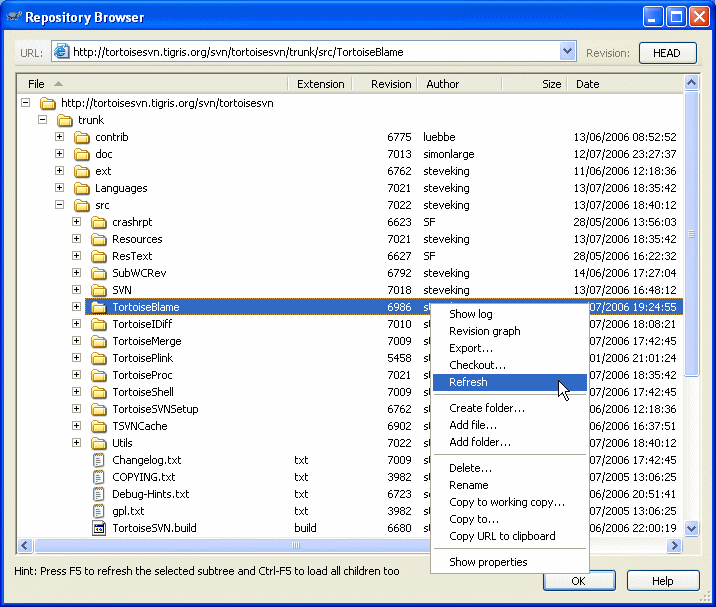 Repository Browser
URL: http://tortoisesvn.tigris.org/svn/tortoisesvn/trunk/src/TortoiseBlame Revision: HEAD
File Extension Revision Author Size Date
http://tortoisesvn.tigris.org/svn/tortoisesvn
trunk
contrib 6775 luebbe 13/06/2006 08:52:52
doc 7013 simonlarge 12/07/2006 23:27:37
ext 6762 steveking 11/06/2006 12:18:36
Languages 7021 steveking 13/07/2006 18:35:42
src 7022 steveking 13/07/2006 18:40:12
crashrpt 6623 SF 28/05/2006 13:56:03
Resources 7021 steveking 13/07/2006 18:35:42
ResText 6627 SF 28/05/2006 16:22:32
SubWCRev 6792 steveking 14/06/2006 17:27:04
SVN 7018 steveking 13/07/2006 16:48:12
TortoiseBlame 6986 07/2006 19:24:55
Show log
TortoiseIDiff 7010 07/2006 18:08:21
Revision graph
TortoiseMerge 7009 07/2006 17:42:45
Export...
TortoisePlink 5458 01/2006 21:01:24
Checkout...
TortoiseProc 7021 07/2006 18:35:42
Refresh
TortoiseShell 7009 07/2006 17:42:45
TortoiseSVNSetup 6762 06/2006 12:18:36
Create folder...
TSVNCache 6902 06/2006 16:37:51
Add file...
Utils 7022 07/2006 18:40:12
Add folder...
Changelog.txt txt 7009 07/2006 17:42:45
Delete...
COPYING.txt txt 3982 07/2005 13:06:25
Rename
Debug-Hints.txt txt 6723 06/2006 20:51:41
Copy to working copy...
gpl.txt txt 3982 07/2005 13:06:25
Copy to...
TortoiseSVN.build build 6680 06/2006 22:00:19
Copy URL to clipboard
Show properties
Hint: Press F5 to refresh the selected subtree and Ctrl-F5 to load all children too
OK Help